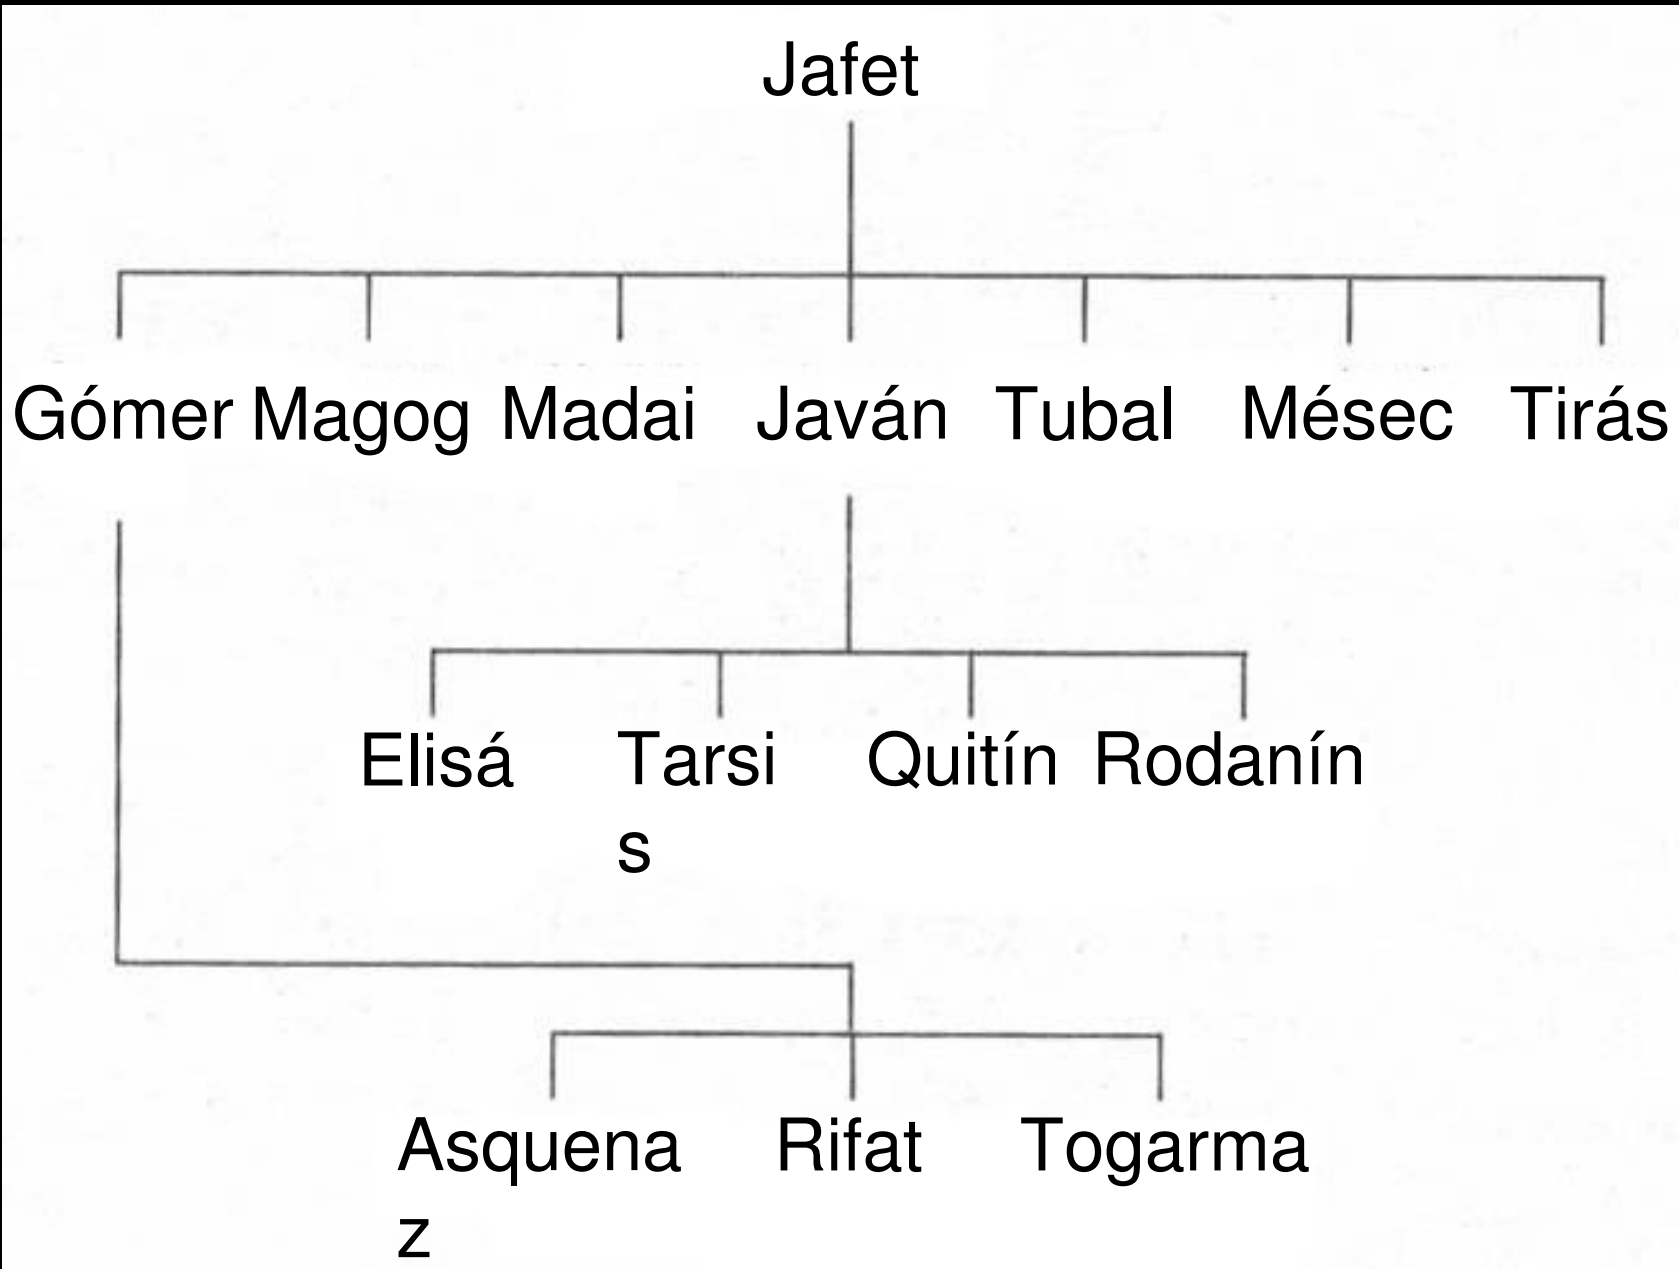 Jafet
Gómer Magog Madai Javán Tubal Mésec Tirás
Elisá Tarsi Quitín Rodanín
s
Asquena Rifat Togarma
z